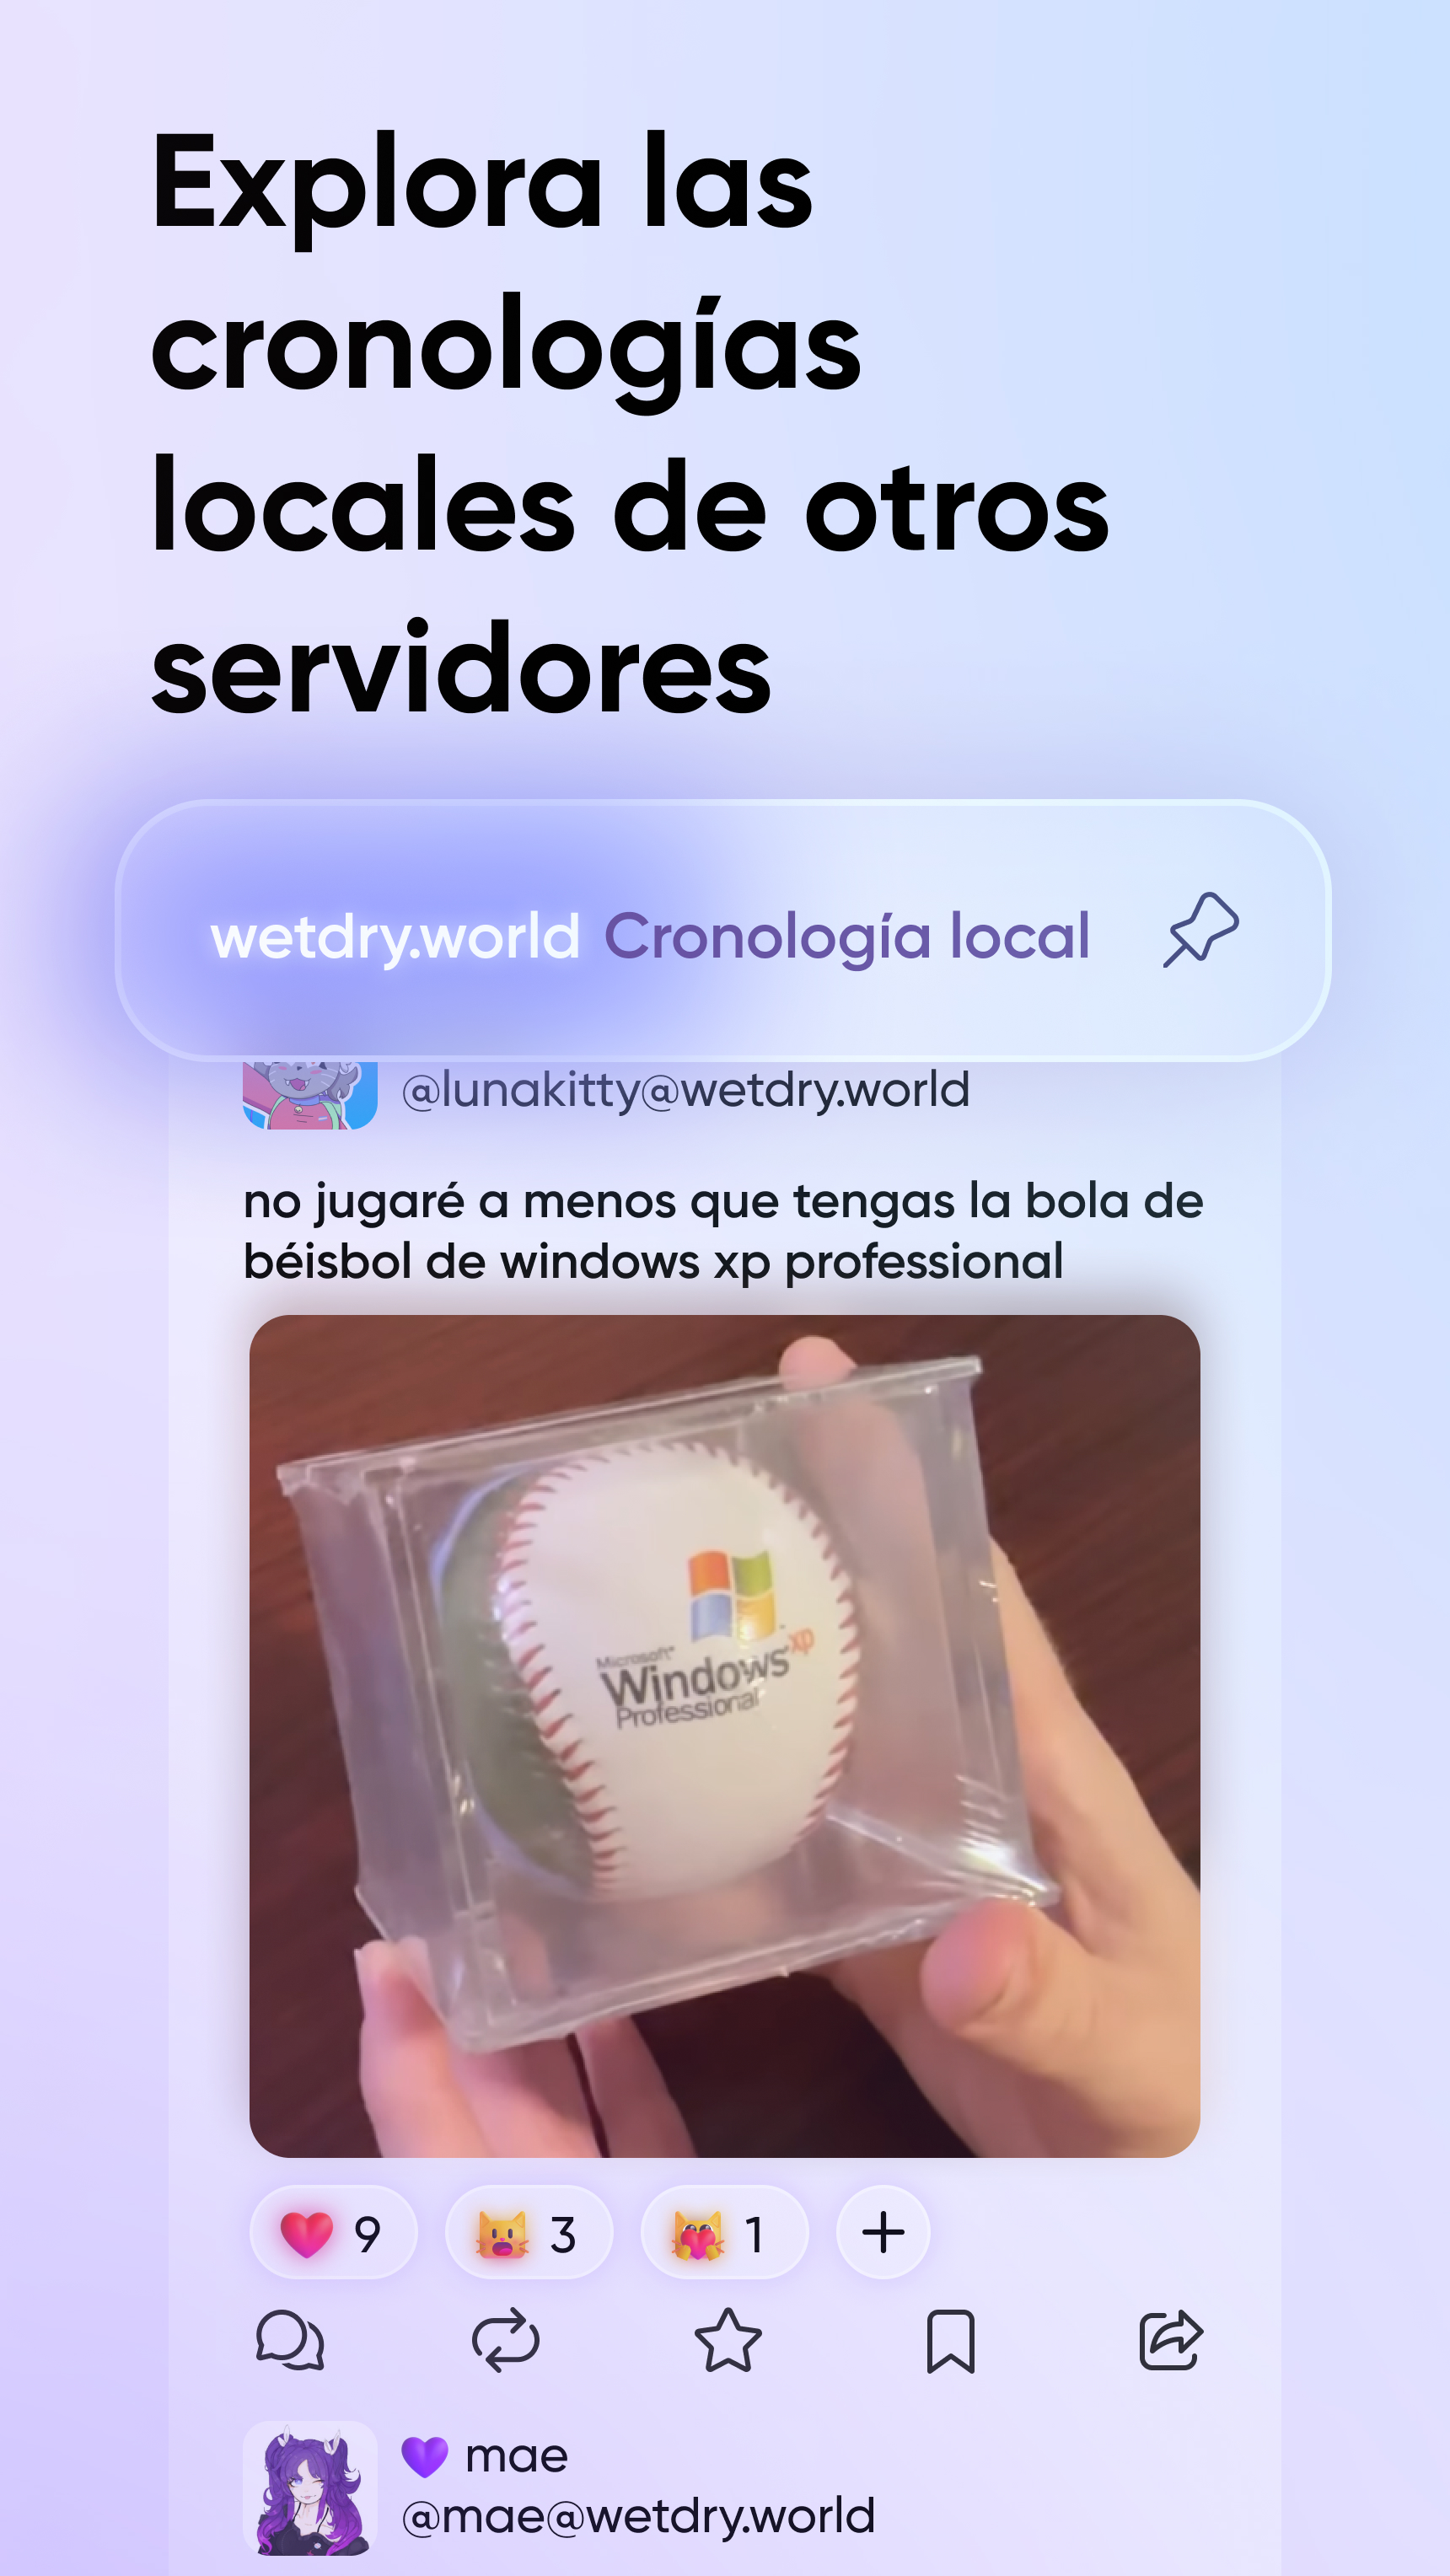 Explora las
cronologías
locales de otros
servidores
wetdry.world Cronología local
@lunakitty@wetdry.world
no jugaré a menos que tengas la bola de
béisbol de windows xp professional
Microsoft
Windows xp
Professional
9 3 1
mae
@mae@wetdry.world